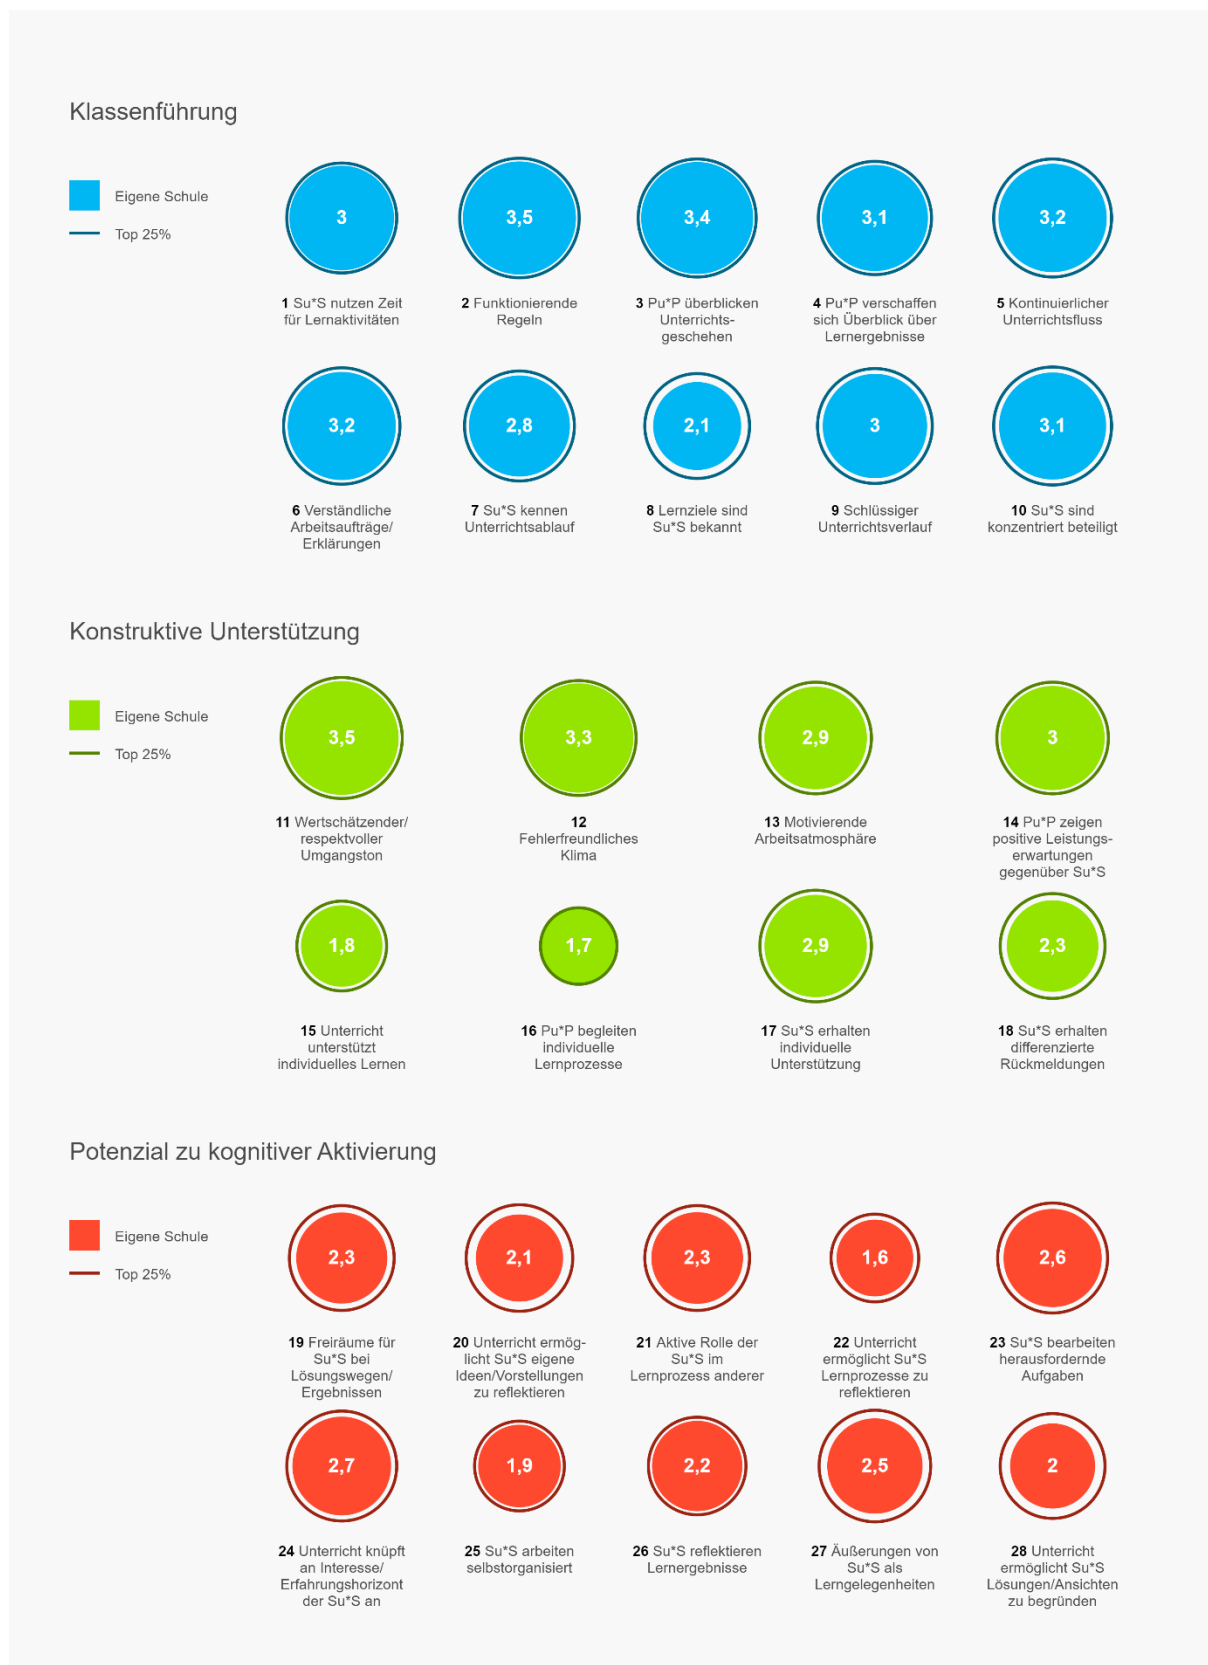 Klassenführung
Eigene Schule
Top 25%
3
3,5
3,4
3,1
3,2
1 Su*S nutzen Zeit
für Lernaktivitäten
2 Funktionierende
Regeln
3 Pu*P überblicken
Unterrichts-
geschehen
4 Pu*P verschaffen
sich Überblick über
Lernergebnisse
5 Kontinuierlicher
Unterrichtsfluss
3,2
2,8
2,1
3
3,1
6 Verständliche
Arbeitsaufträge/
Erklärungen
7 Su*S kennen
Unterrichtsablauf
8 Lernziele sind
Su*S bekannt
9 Schlüssiger
Unterrichtsverlauf
10 Su*S sind
konzentriert beteiligt
Konstruktive Unterstützung
Eigene Schule
Top 25%
3,5
3,3
2,9
3
11 Wertschätzender/
respektvoller
Umgangston
12
Fehlerfreundliches
Klima
13 Motivierende
Arbeitsatmosphäre
14 Pu*P zeigen
positive Leistungs-
erwartungen
gegenüber Su*S
1,8
1,7
2,9
2,3
15 Unterricht
unterstützt
individuelles Lernen
16 Pu*P begleiten
individuelle
Lernprozesse
17 Su*S erhalten
individuelle
Unterstützung
18 Su*S erhalten
differenzierte
Rückmeldungen
Potenzial zu kognitiver Aktivierung
Eigene Schule
Top 25%
2,3
2,1
2,3
1,6
2,6
19 Freiräume für
Su*S bei
Lösungswegen/
Ergebnissen
20 Unterricht ermög-
licht Su*S eigene
Ideen/Vorstellungen
zu reflektieren
21 Aktive Rolle der
Su*S im
Lernprozess anderer
22 Unterricht
ermöglicht Su*S
Lernprozesse zu
reflektieren
23 Su*S bearbeiten
herausfordernde
Aufgaben
2,7
1,9
2,2
2,5
2
24 Unterricht knüpft
an Interesse/
Erfahrungshorizont
der Su*S an
25 Su*S arbeiten
selbstorganisiert
26 Su*S reflektieren
Lernergebnisse
27 Äußerungen von
Su*S als
Lerngelegenheiten
28 Unterricht
ermöglicht Su*S
Lösungen/Ansichten
zu begründen